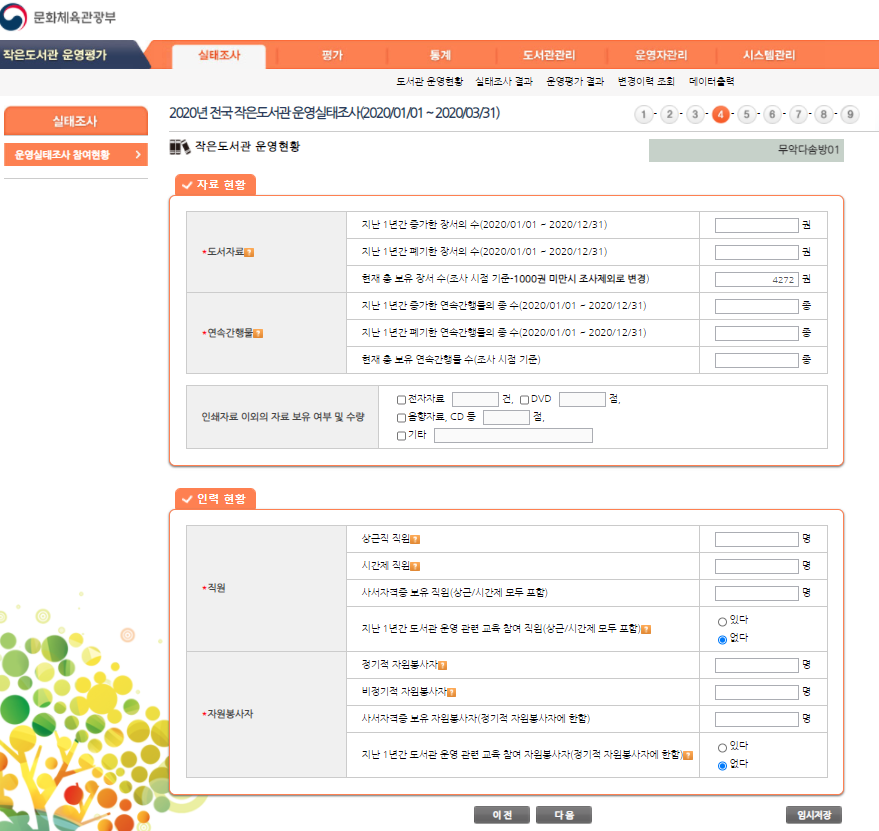 문화체육관광부
작은도서관 운영평가
실태조사 평가 통계 도서관관리 운영자관리 시스템관리
도서관 운영현황 실태조사 결과 운영평가 결과 변경이력 조회 데이터출력
실태조사
운영실태조사 참여현황 >
2020년 전국 작은도서관 운영실태조사(2020/01/01 ~ 2020/03/31)
1 - 2 - 3 - 4 - 5 - 6 - 7 - 8 - 9
작은도서관 운영현황
무악다솜방01
자료 현황
*도서자료?
지난 1년간 증가한 장서의 수(2020/01/01 ~ 2020/12/31) 권
지난 1년간 폐기한 장서의 수(2020/01/01 ~ 2020/12/31) 권
현재 총 보유 장서 수(조사 시점 기준-1000권 미만시 조사제외로 변경) 4272 권
*연속간행물?
지난 1년간 증가한 연속간행물의 종 수(2020/01/01 ~ 2020/12/31) 종
지난 1년간 폐기한 연속간행물의 종 수(2020/01/01 ~ 2020/12/31) 종
현재 총 보유 연속간행물 수(조사 시점 기준) 종
인쇄자료 이외의 자료 보유 여부 및 수량
전자자료 건, DVD 점,
음향자료, CD 등 점,
기타
인력 현황
*직원
상근직 직원? 명
시간제 직원? 명
사서자격증 보유 직원(상근/시간제 모두 포함) 명
지난 1년간 도서관 운영 관련 교육 참여 직원(상근/시간제 모두 포함)?
있다
없다
*자원봉사자
정기적 자원봉사자? 명
비정기적 자원봉사자? 명
사서자격증 보유 자원봉사자(정기적 자원봉사자에 한함) 명
지난 1년간 도서관 운영 관련 교육 참여 자원봉사자(정기적 자원봉사자에 한함)?
있다
없다
이전 다음 임시저장